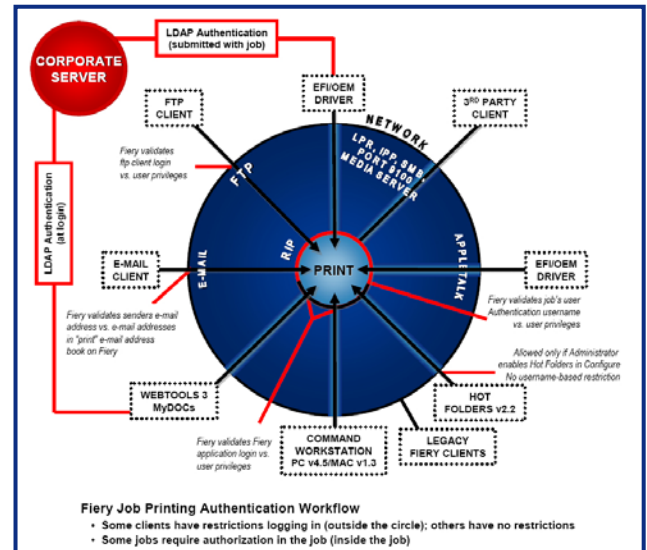 LDAP Authentication
(submitted with job)
CORPORATE
SERVER
FTP
CLIENT
EFI/OEM
DRIVER
3RD PARTY
CLIENT
NETWORK
LPR, IPP, SMB,
PORT 9100
MEDIA SERVER
Fiery validates
ftp client login
vs. user privileges
FTP
LDAP Authentication
(at login)
E-MAIL
CLIENT
E-MAIL
RIP
PRINT
APPLETALK
EFI/OEM
DRIVER
Fiery validates senders e-mail
address vs. e-mail addresses
in "print" e-mail address
book on Fiery
Fiery validates job's user
Authentication username
vs. user privileges
Allowed only if Administrator
enables Hot Folders in Configure
No username-based restriction
WEBTOOLS 3
MyDOCs
HOT
FOLDERS v2.2
Fiery validates Fiery
application login vs.
user privileges
COMMAND
WORKSTATION
PC v4.5/MAC v1.3
LEGACY
FIERY CLIENTS
Fiery Job Printing Authentication Workflow
• Some clients have restrictions logging in (outside the circle); others have no restrictions
• Some jobs require authorization in the job (inside the job)